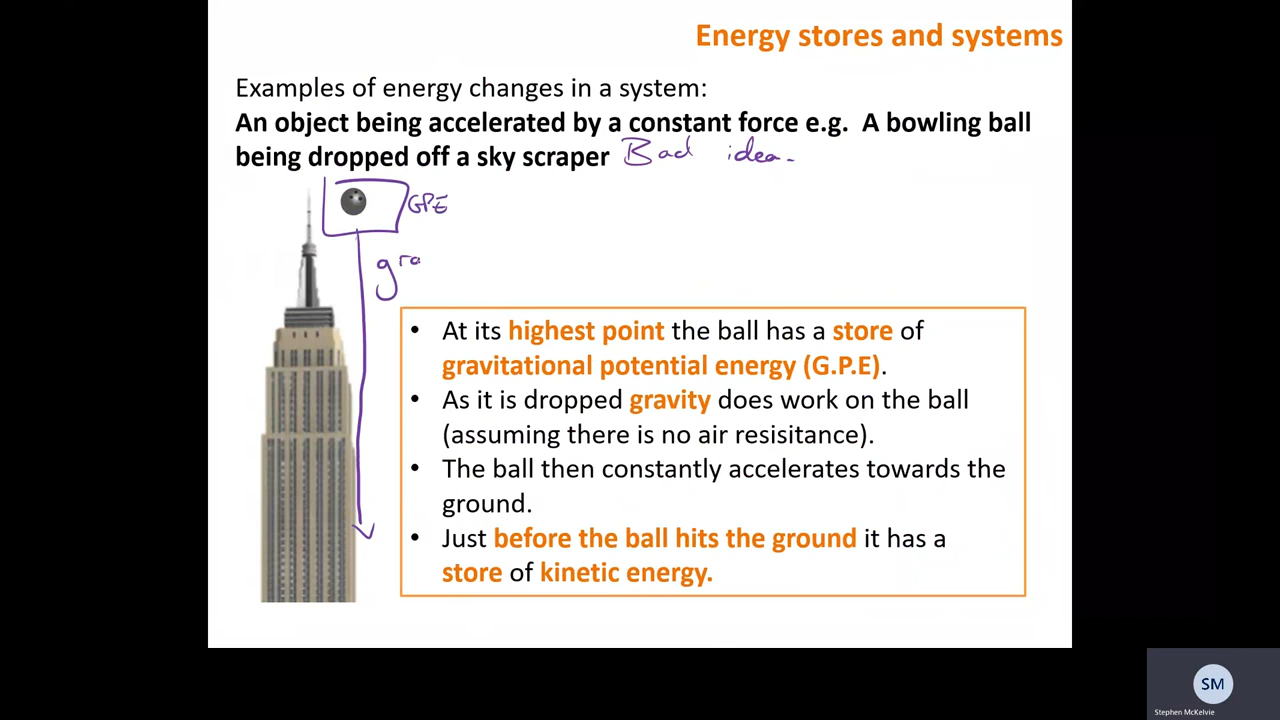 Energy stores and systems
Examples of energy changes in a system:
An object being accelerated by a constant force e.g. A bowling ball
being dropped off a sky scraper Bad idea.
GPE
gra
• At its highest point the ball has a store of
gravitational potential energy (G.P.E).
• As it is dropped gravity does work on the ball
(assuming there is no air resisitance).
• The ball then constantly accelerates towards the
ground.
• Just before the ball hits the ground it has a
store of kinetic energy.
SM
Stephen McKelvie